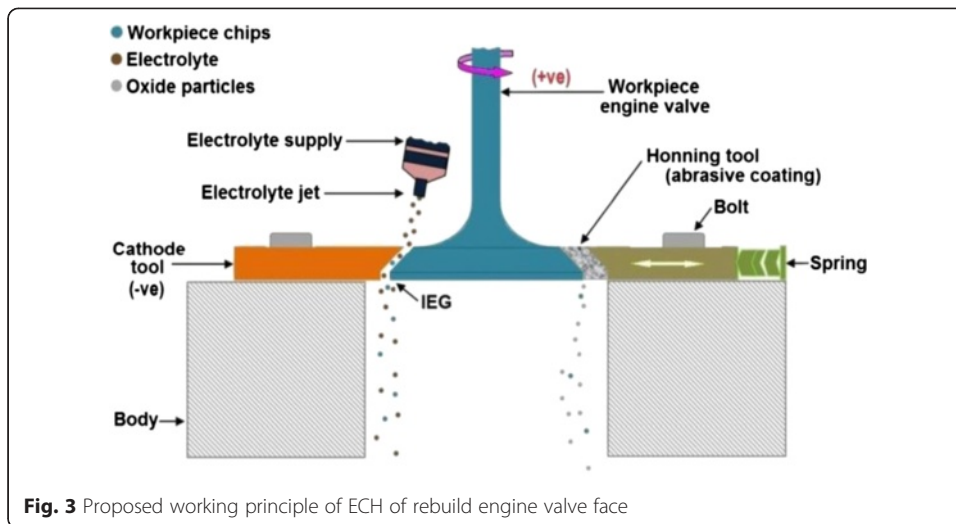 Workpiece chips
Electrolyte
Oxide particles
(+ve)
Workpiece
engine valve
Electrolyte supply
Honning tool
(abrasive coating)
Electrolyte jet
Bolt
Cathode
tool
(-ve)
Spring
IEG
Body
Fig. 3 Proposed working principle of ECH of rebuild engine valve face